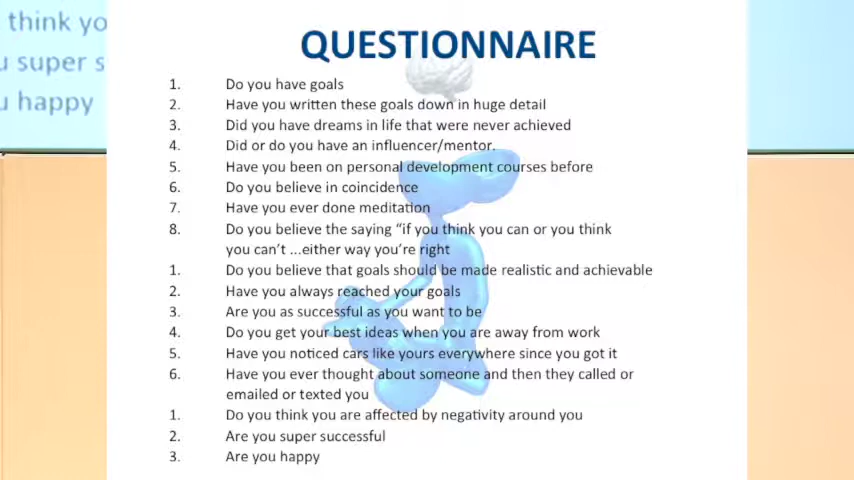 think yo
u super s
u happy
QUESTIONNAIRE
1. Do you have goals
2. Have you written these goals down in huge detail
3. Did you have dreams in life that were never achieved
4. Did or do you have an influencer/mentor.
5. Have you been on personal development courses before
6. Do you believe in coincidence
7. Have you ever done meditation
8. Do you believe the saying “if you think you can or you think
you can’t ...either way you’re right
1. Do you believe that goals should be made realistic and achievable
2. Have you always reached your goals
3. Are you as successful as you want to be
4. Do you get your best ideas when you are away from work
5. Have you noticed cars like yours everywhere since you got it
6. Have you ever thought about someone and then they called or
emailed or texted you
1. Do you think you are affected by negativity around you
2. Are you super successful
3. Are you happy